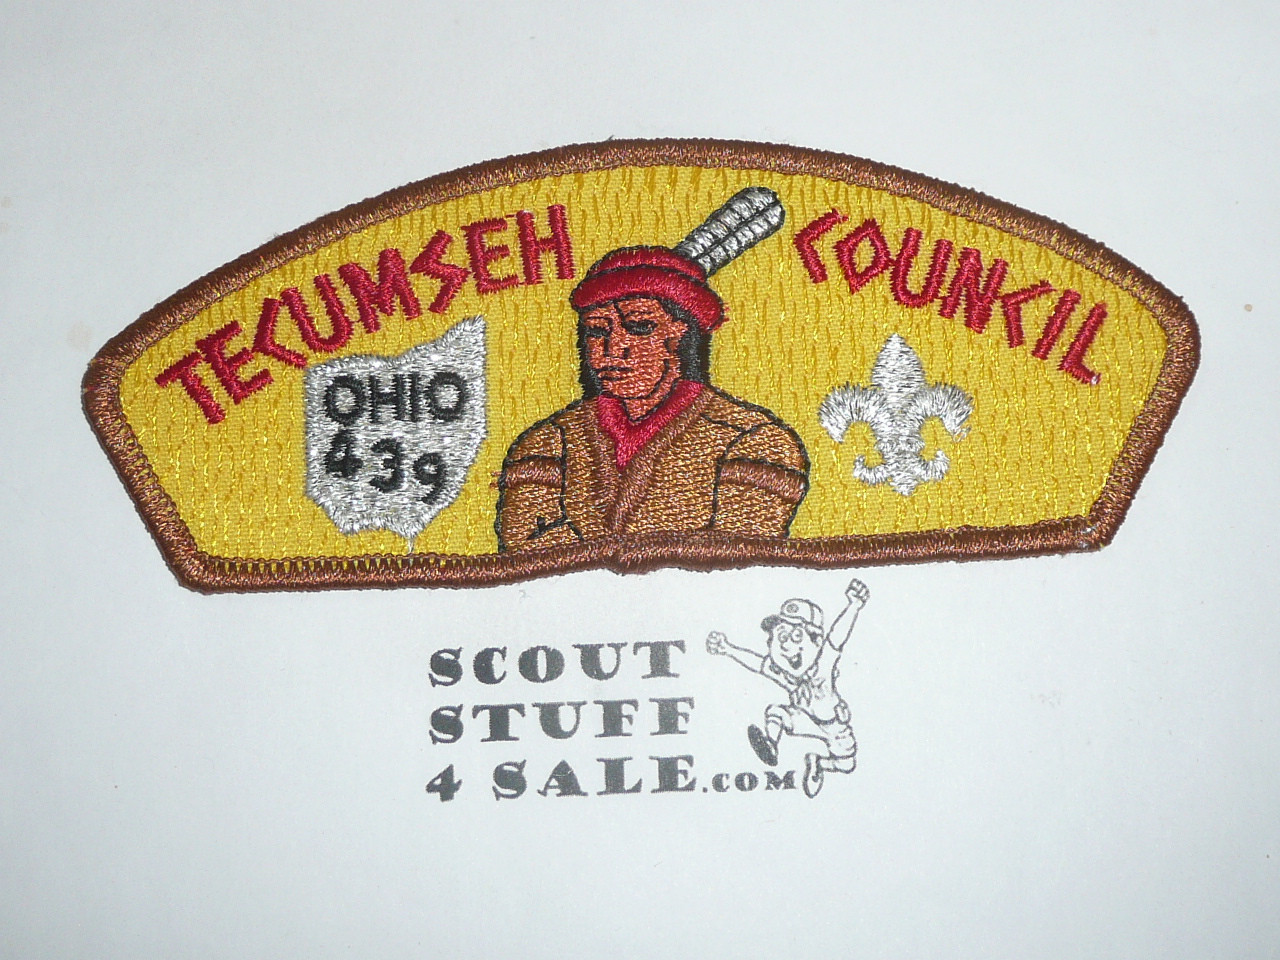 TECUMSEH COUNCIL
OHIO
439
SCOUT
STUFF
4 SALE.COM